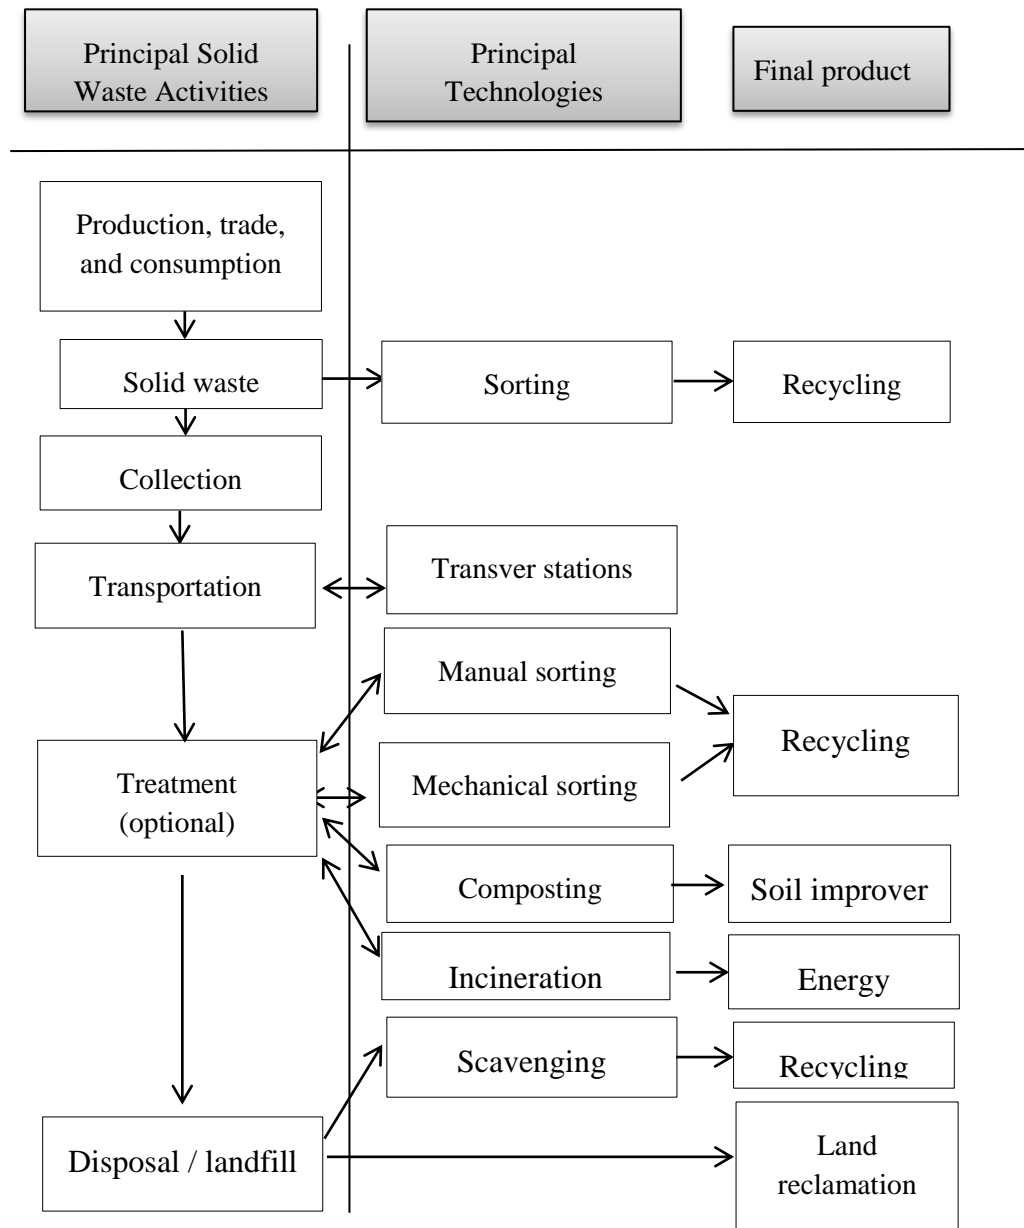 Principal Solid
Waste Activities
Principal
Technologies
Final product
Production, trade,
and consumption
Solid waste
Sorting
Recycling
Collection
Transportation
Transver stations
Manual sorting
Recycling
Treatment
(optional)
Mechanical sorting
Composting
Soil improver
Incineration
Energy
Scavenging
Recycling
Disposal / landfill
Land
reclamation